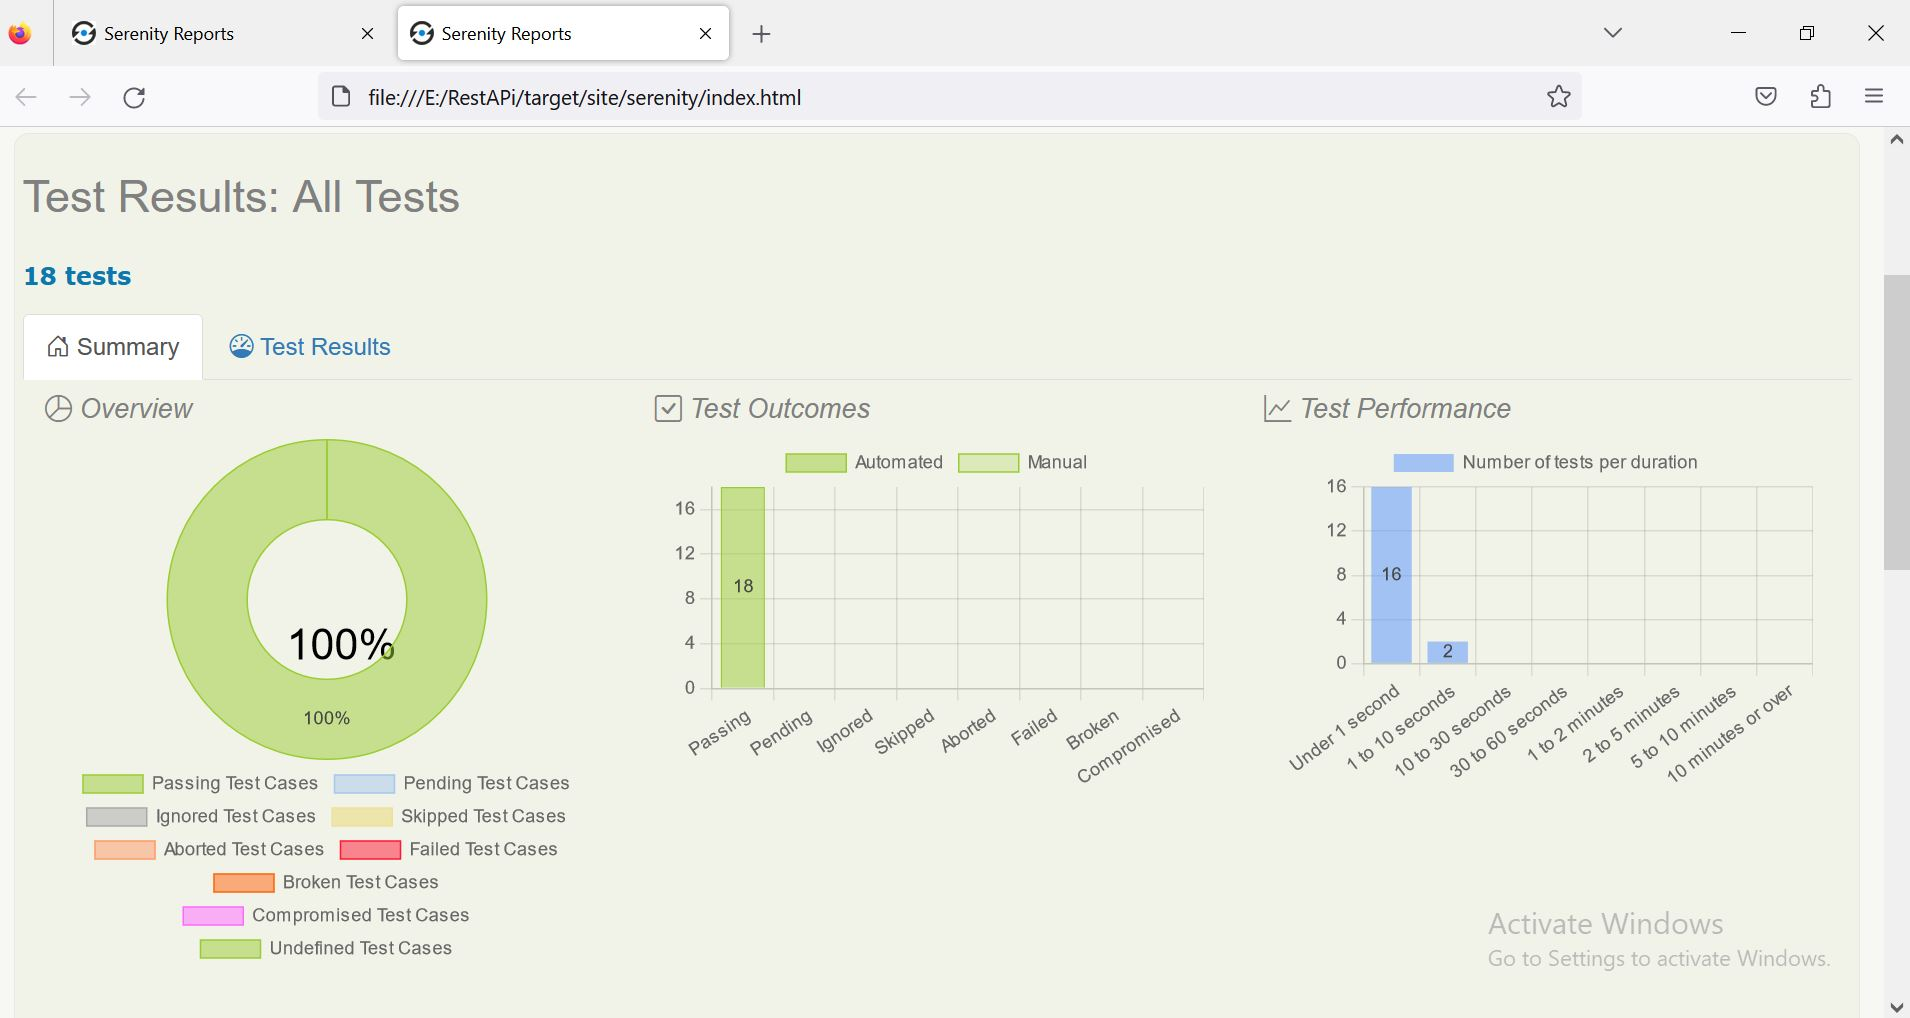 Serenity Reports
Serenity Reports
file:///E:/RestAPi/target/site/serenity/index.html
Test Results: All Tests
18 tests
Summary
Test Results
Overview
100%
100%
Passing Test Cases
Pending Test Cases
Ignored Test Cases
Skipped Test Cases
Aborted Test Cases
Failed Test Cases
Broken Test Cases
Compromised Test Cases
Undefined Test Cases
Test Outcomes
Automated
Manual
16
12
8
4
0
18
Passing
Pending
Ignored
Skipped
Aborted
Failed
Broken
Compromised
Test Performance
Number of tests per duration
16
12
8
4
0
16
2
Under 1 second
1 to 10 seconds
10 to 30 seconds
30 to 60 seconds
1 to 2 minutes
2 to 5 minutes
5 to 10 minutes
10 minutes or over
Activate Windows
Go to Settings to activate Windows.